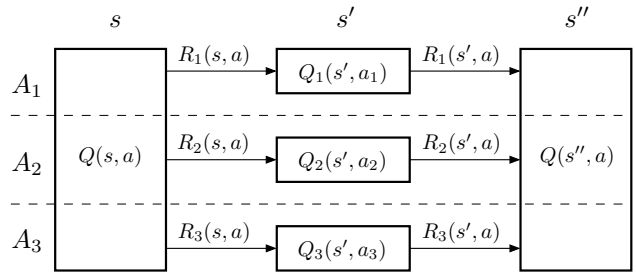 s s′ s′′
R₁(s, a) R₁(s′, a)
A₁ Q₁(s′, a₁)
R₂(s, a) R₂(s′, a)
A₂ Q(s, a) Q₂(s′, a₂) Q(s′′, a)
R₃(s, a) R₃(s′, a)
A₃ Q₃(s′, a₃)